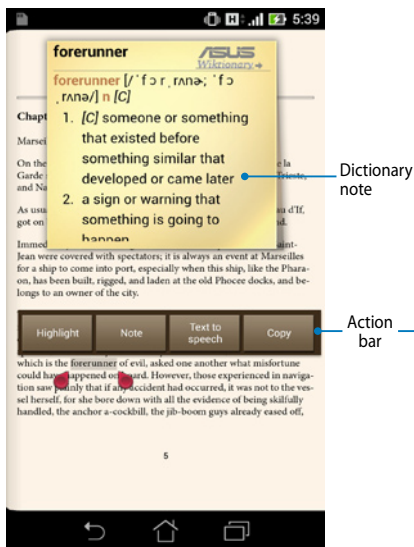 5:39
forerunner
ASUS
Wiktionary
forerunner [/ˈfɔrˌrʌnɚ; ˈfɔ
ˌrʌnə/] n [C]
1. [C] someone or something
that existed before
something similar that
developed or came later
2. a sign or warning that
something is going to
happen
Dictionary
note
Chapt
Marsei
On the
e la
Garde
Trieste,
and Na
As usu
u d'If,
got on
d.
Immed
aint-
Jean were covered with spectators; it is always an event at Marseilles
for a ship to come into port, especially when this ship, like the Phara-
on, has been built, rigged, and laden at the old Phocee docks, and be-
longs to an owner of the city.
Highlight
Note
Text to
speech
Copy
Action
bar
which is the forerunner of evil, asked one another what misfortune
could have happened on board. However, those experienced in naviga-
tion saw plainly that if any accident had occurred, it was not to the ves-
sel herself, for she bore down with all the evidence of being skilfully
handled, the anchor a-cockbill, the jib-boom guys already eased off,
5